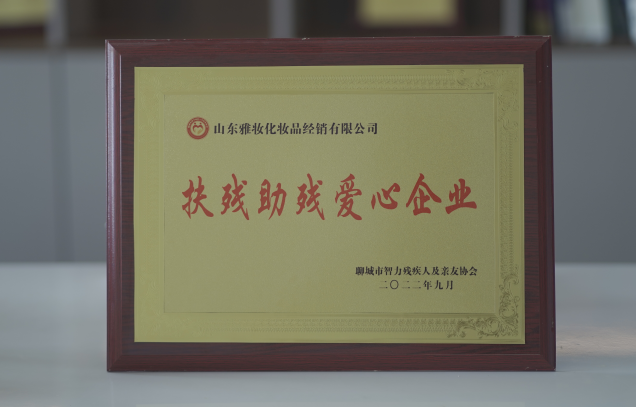 山东雅妆化妆品经销有限公司
扶残助残爱心企业
聊城市智力残疾人及亲友协会
二〇二二年九月